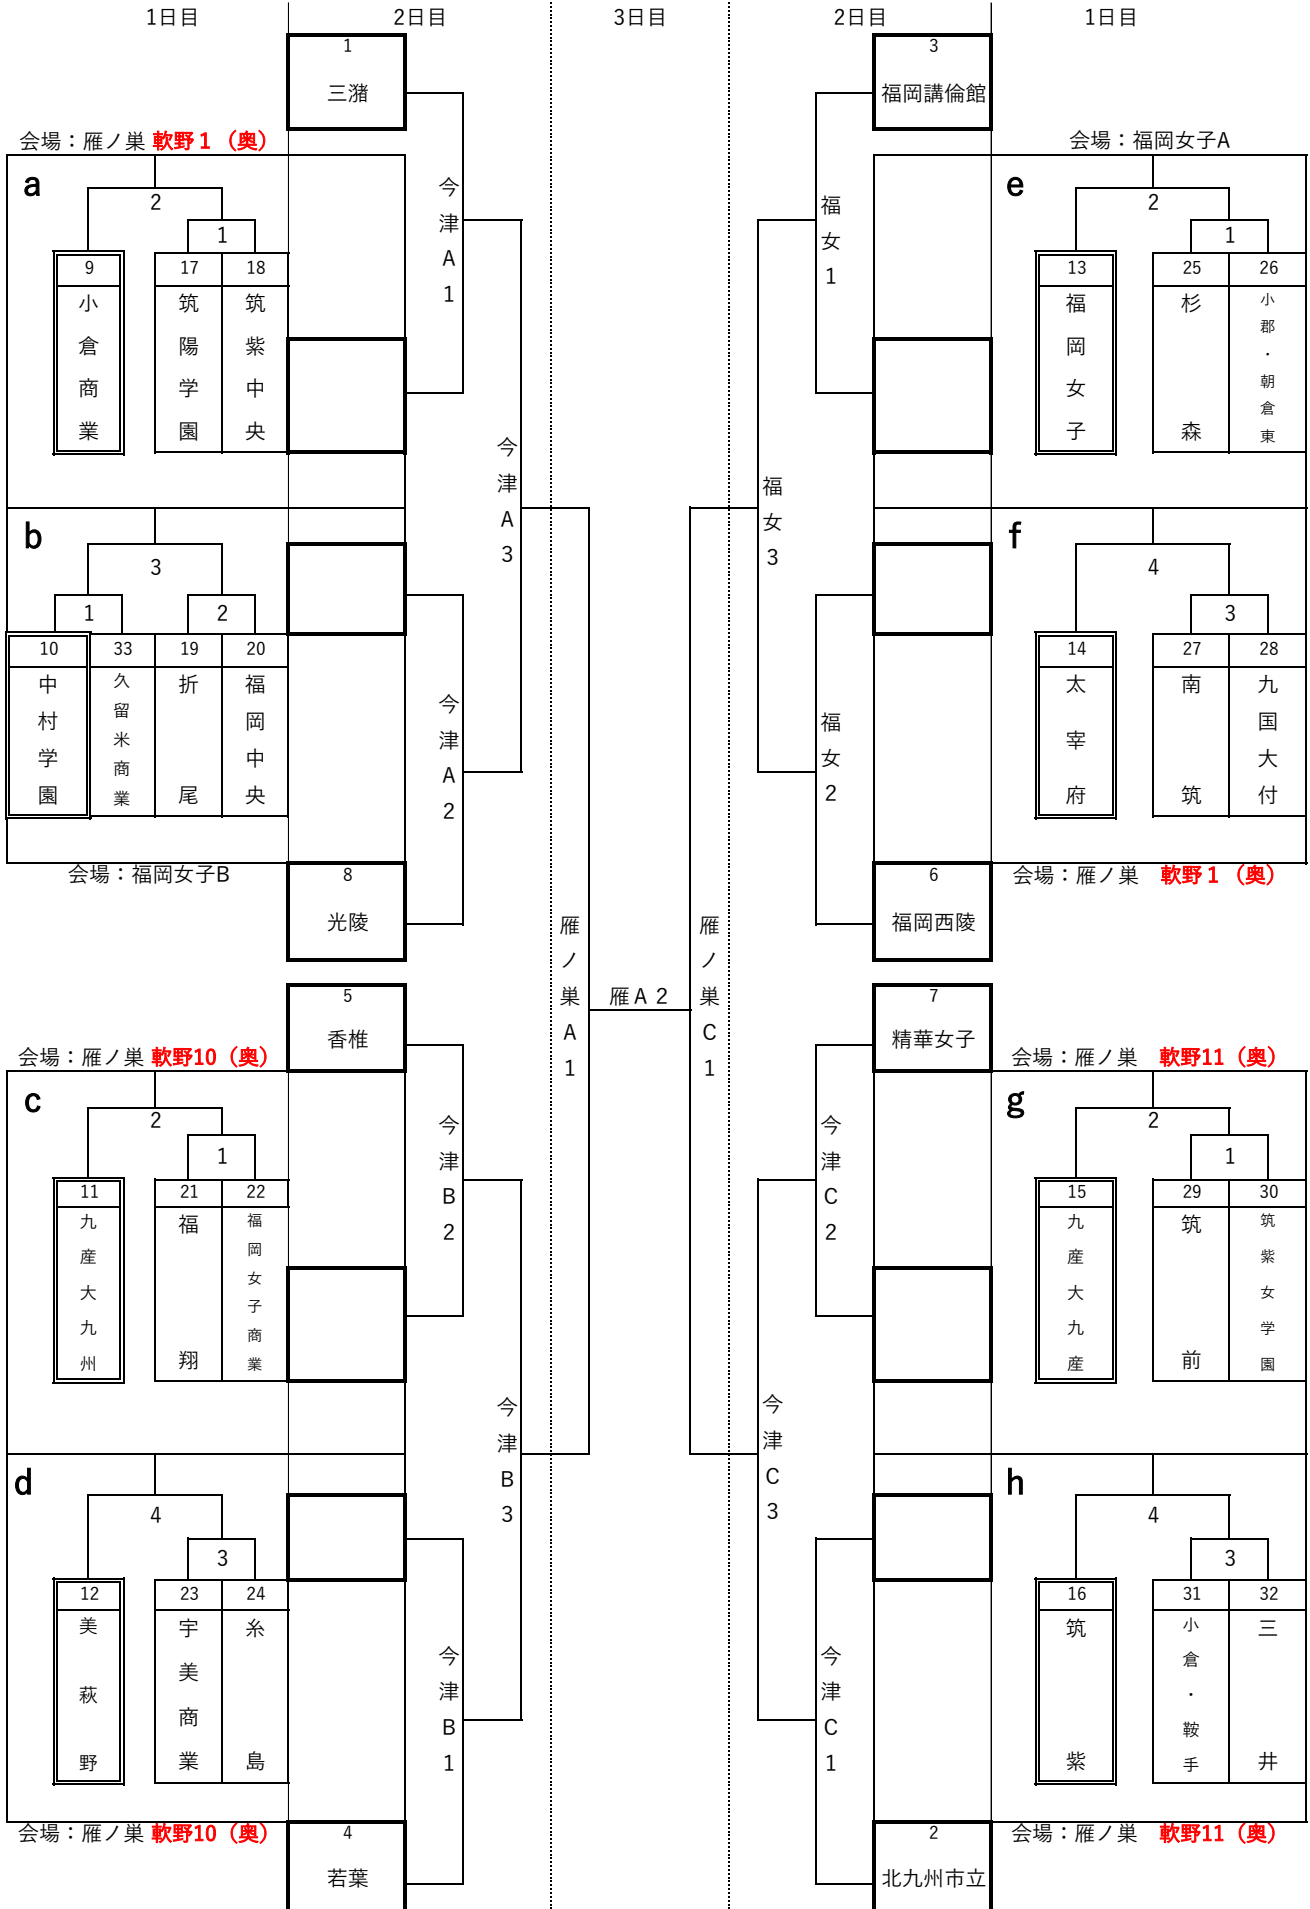 1日目 2日目 3日目 2日目 1日目
1
三潴
3
福岡講倫館
会場：雁ノ巣 軟野１（奥）
会場：福岡女子A
a
2
1
9 小倉商業
17 筑陽学園
18 筑紫中央
今津A1
福女1
e
2
1
13 福岡女子
25 杉森
26 小郡・朝倉東
今津A3
福女3
b
3
1
2
10 中村学園
33 久留米商業
19 折尾
20 福岡中央
今津A2
福女2
f
4
3
14 太宰府
27 南筑
28 九国大付
会場：福岡女子B
8
光陵
6
福岡西陵
会場：雁ノ巣 軟野１（奥）
雁ノ巣A1
雁Ａ２
雁ノ巣C1
5
香椎
7
精華女子
会場：雁ノ巣 軟野10（奥）
会場：雁ノ巣 軟野11（奥）
c
2
1
11 九産大九州
21 福翔
22 福岡女子商業
今津B2
今津C2
g
2
1
15 九産大九産
29 筑前
30 筑紫女学園
今津B3
今津C3
d
4
3
12 美萩野
23 宇美商業
24 糸島
今津B1
今津C1
h
4
3
16 筑紫
31 小倉・鞍手
32 三井
会場：雁ノ巣 軟野10（奥）
4
若葉
2
北九州市立
会場：雁ノ巣 軟野11（奥）